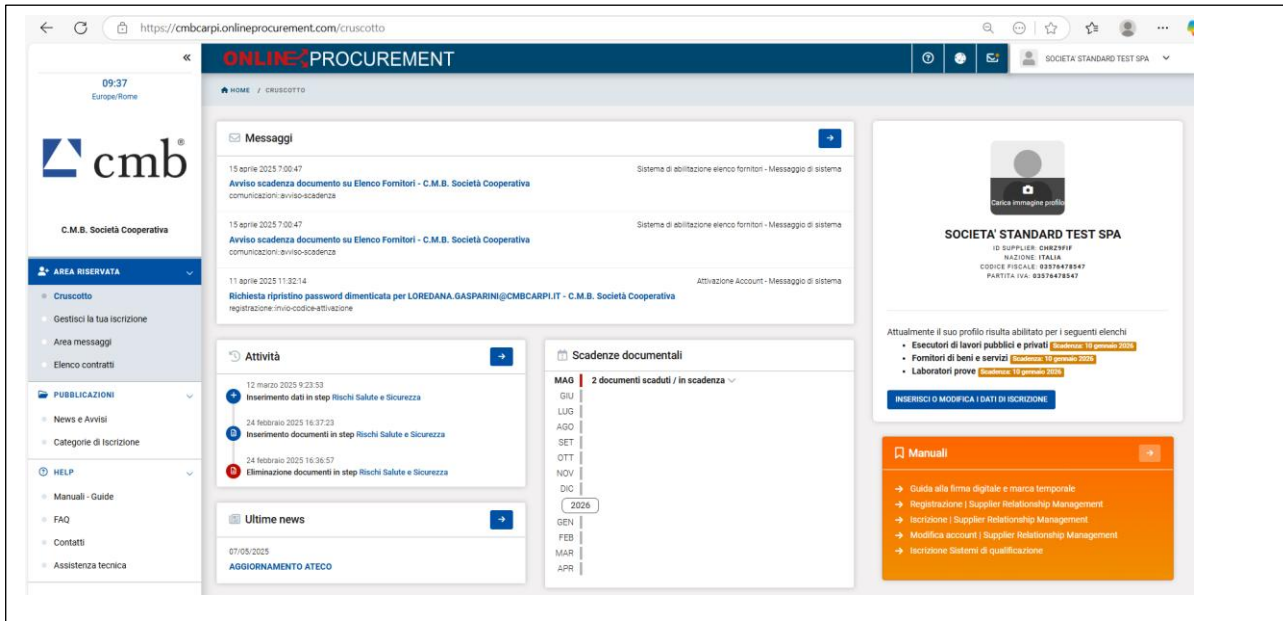 https://cmbcarpi.onlineprocurement.com/cruscotto
«
09:37
Europe/Rome
cmb®
C.M.B. Società Cooperativa
AREA RISERVATA
Cruscotto
Gestisci la tua iscrizione
Area messaggi
Elenco contratti
PUBBLICAZIONI
News e Avvisi
Categorie di Iscrizione
HELP
Manuali - Guide
FAQ
Contatti
Assistenza tecnica
ONLINE PROCUREMENT
SOCIETA' STANDARD TEST SPA
HOME / CRUSCOTTO
Messaggi
15 aprile 2025 7:00:47 Sistema di abilitazione elenco fornitori - Messaggio di sistema
Avviso scadenza documento su Elenco Fornitori - C.M.B. Società Cooperativa
comunicazioni::avviso-scadenza
15 aprile 2025 7:00:47 Sistema di abilitazione elenco fornitori - Messaggio di sistema
Avviso scadenza documento su Elenco Fornitori - C.M.B. Società Cooperativa
comunicazioni::avviso-scadenza
11 aprile 2025 11:32:14 Attivazione Account - Messaggio di sistema
Richiesta ripristino password dimenticata per LOREDANA.GASPARINI@CMBCARPI.IT - C.M.B. Società Cooperativa
registrazione::invio-codice-attivazione
Attività
12 marzo 2025 9:23:53
Inserimento dati in step Rischi Salute e Sicurezza
24 febbraio 2025 16:37:23
Inserimento documenti in step Rischi Salute e Sicurezza
24 febbraio 2025 16:36:57
Eliminazione documenti in step Rischi Salute e Sicurezza
Ultime news
07/05/2025
AGGIORNAMENTO ATECO
Scadenze documentali
MAG 2 documenti scaduti / in scadenza
GIU
LUG
AGO
SET
OTT
NOV
DIC
2026
GEN
FEB
MAR
APR
Carica immagine profilo
SOCIETA' STANDARD TEST SPA
ID SUPPLIER: CHRZ9FIF
NAZIONE: ITALIA
CODICE FISCALE: 03576478547
PARTITA IVA: 03576478547
Attualmente il suo profilo risulta abilitato per i seguenti elenchi
Esecutori di lavori pubblici e privati Scadenza: 10 gennaio 2026
Fornitori di beni e servizi Scadenza: 10 gennaio 2026
Laboratori prove Scadenza: 10 gennaio 2026
INSERISCI O MODIFICA I DATI DI ISCRIZIONE
Manuali
Guida alla firma digitale e marca temporale
Registrazione | Supplier Relationship Management
Iscrizione | Supplier Relationship Management
Modifica account | Supplier Relationship Management
Iscrizione Sistemi di qualificazione